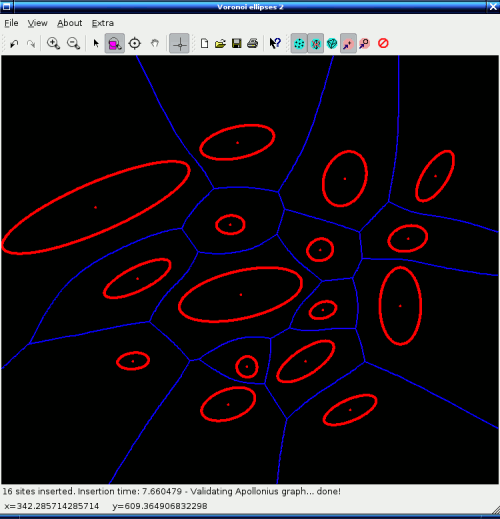 Voronoi ellipses 2
File View About Extra
16 sites inserted. Insertion time: 7.660479 - Validating Apollonius graph... done!
x=342.285714285714 y=609.364906832298